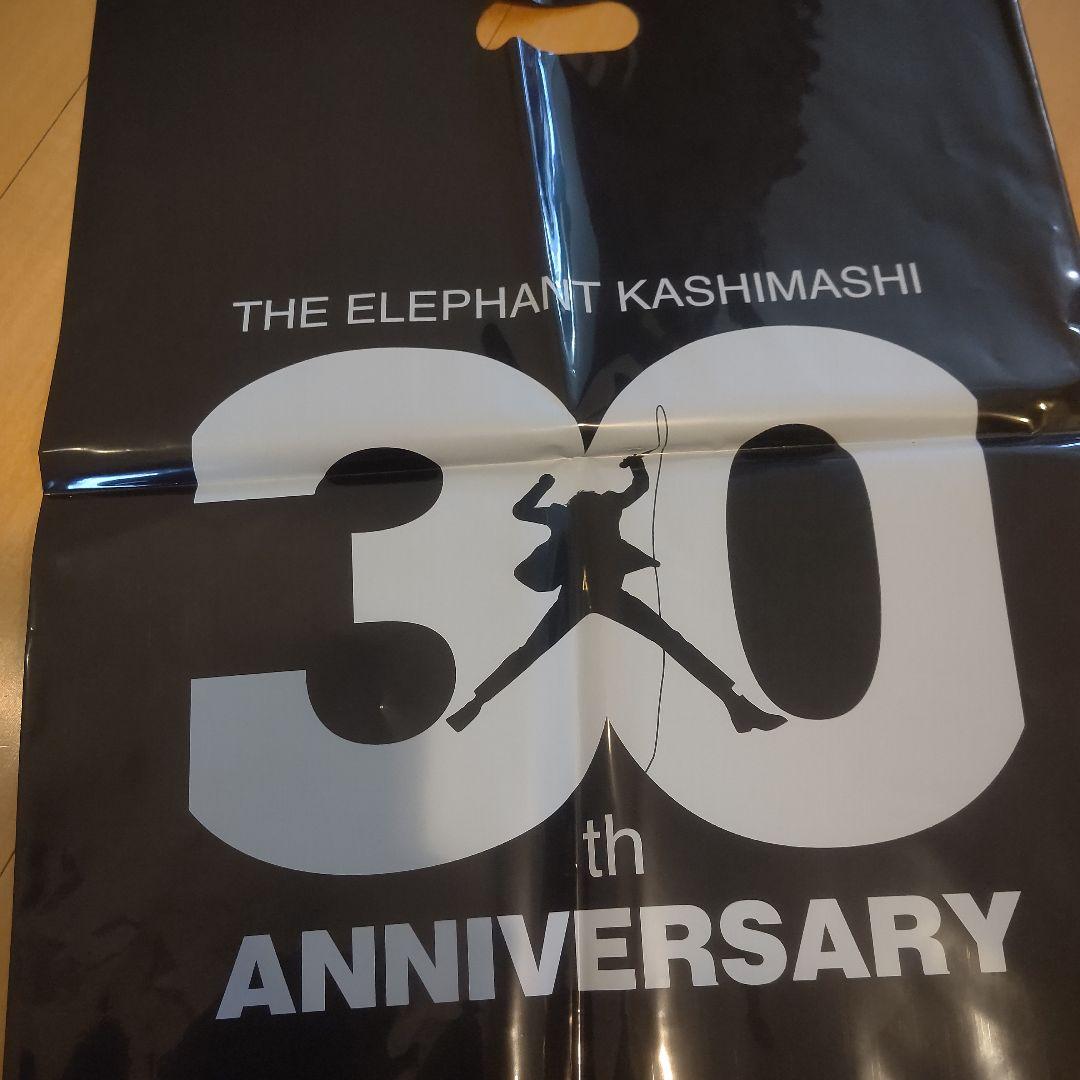 THE ELEPHANT KASHIMASHI
30
th
ANNIVERSARY